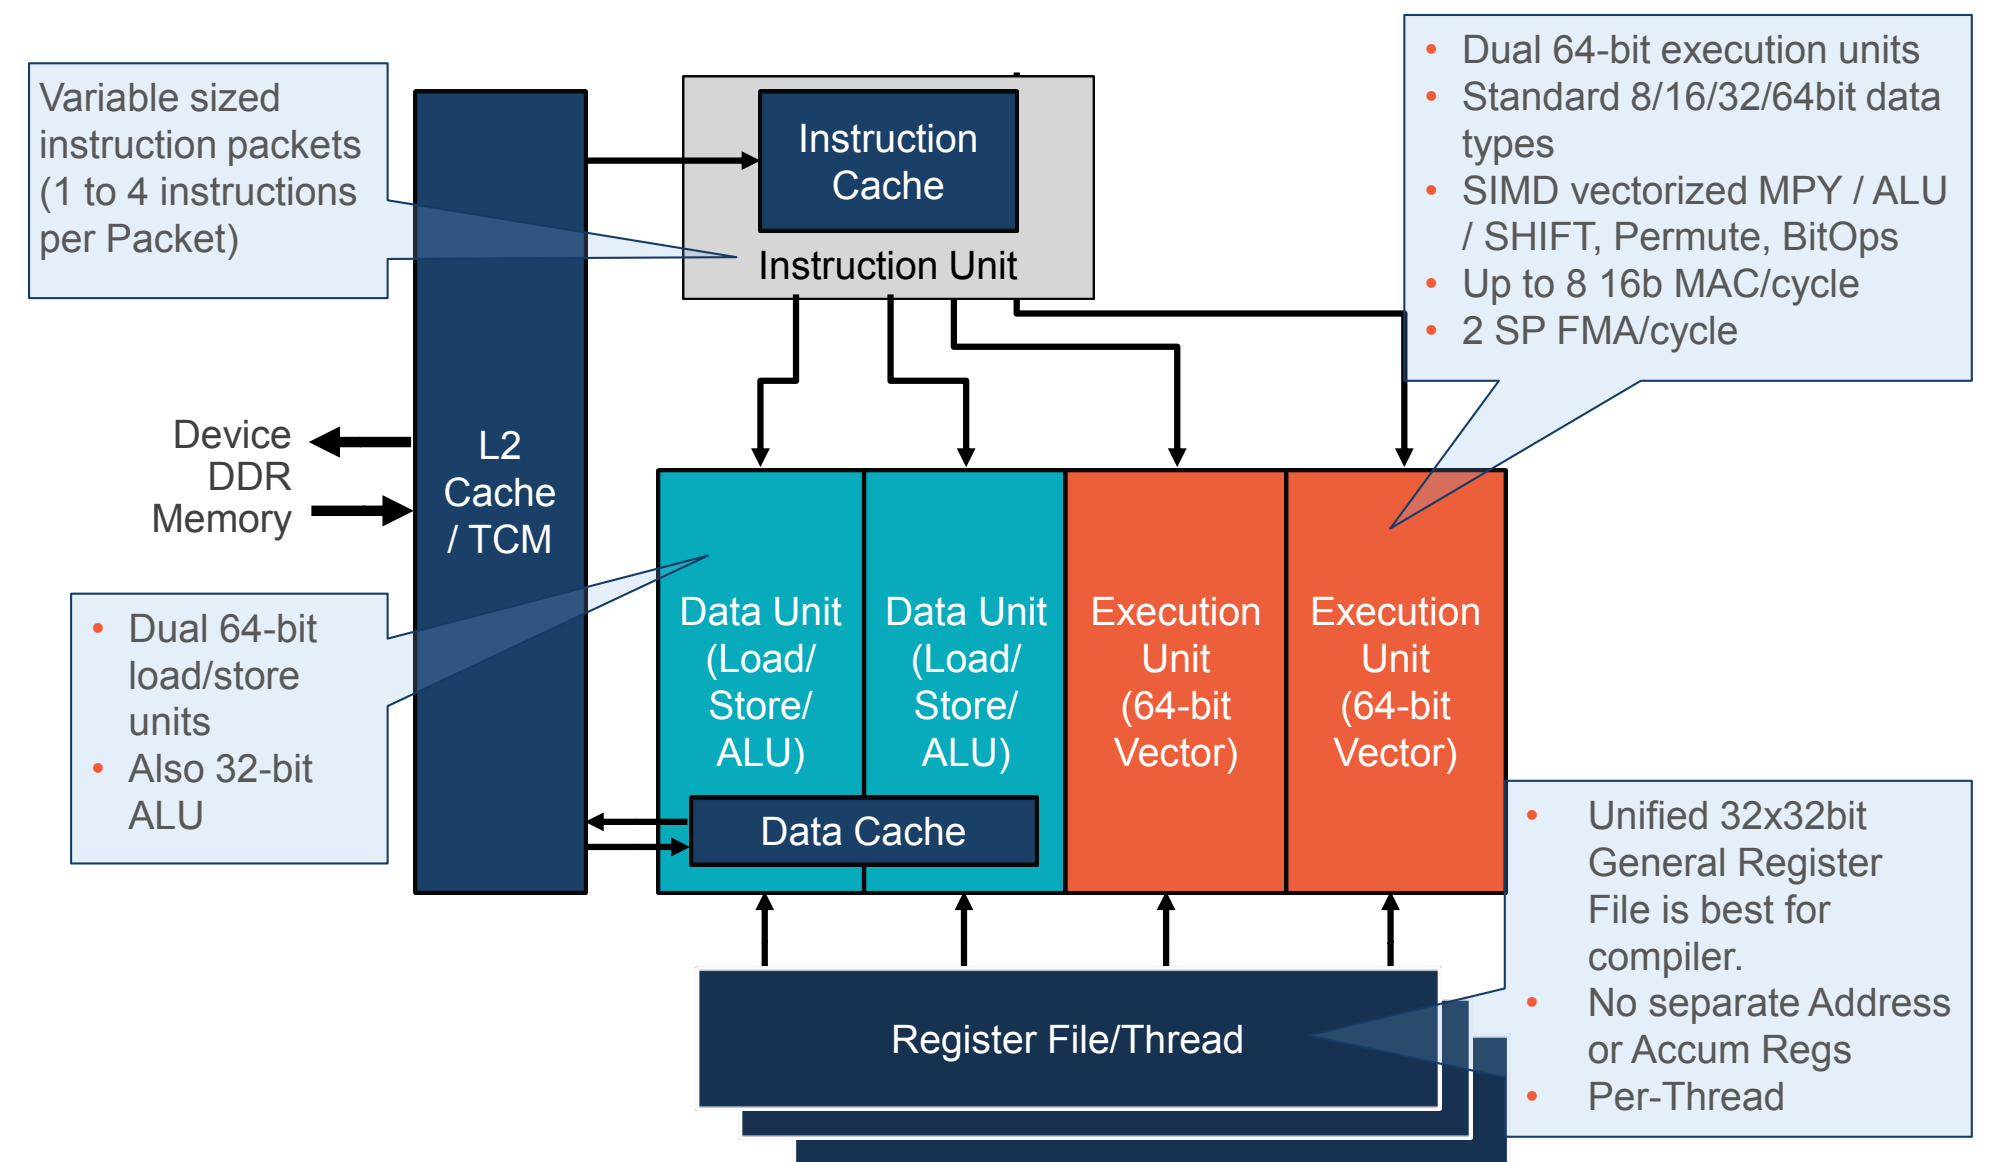 Variable sized
instruction packets
(1 to 4 instructions
per Packet)
Instruction
Cache
Instruction Unit
• Dual 64-bit execution units
• Standard 8/16/32/64bit data
types
• SIMD vectorized MPY / ALU
/ SHIFT, Permute, BitOps
• Up to 8 16b MAC/cycle
• 2 SP FMA/cycle
Device
DDR
Memory
L2
Cache
/ TCM
• Dual 64-bit
load/store
units
• Also 32-bit
ALU
Data Unit
(Load/
Store/
ALU)
Data Unit
(Load/
Store/
ALU)
Execution
Unit
(64-bit
Vector)
Execution
Unit
(64-bit
Vector)
Data Cache
• Unified 32x32bit
General Register
File is best for
compiler.
• No separate Address
or Accum Regs
• Per-Thread
Register File/Thread